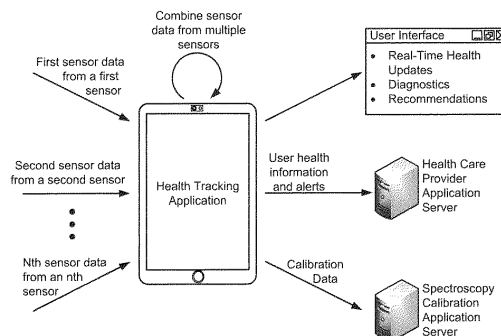 Combine sensor
data from multiple
sensors
First sensor data
from a first
sensor
Second sensor data
from a second sensor
Nth sensor data
from an nth
sensor
Health Tracking
Application
User Interface
• Real-Time Health
Updates
• Diagnostics
• Recommendations
User health
information
and alerts
Health Care
Provider
Application
Server
Calibration
Data
Spectroscopy
Calibration
Application
Server